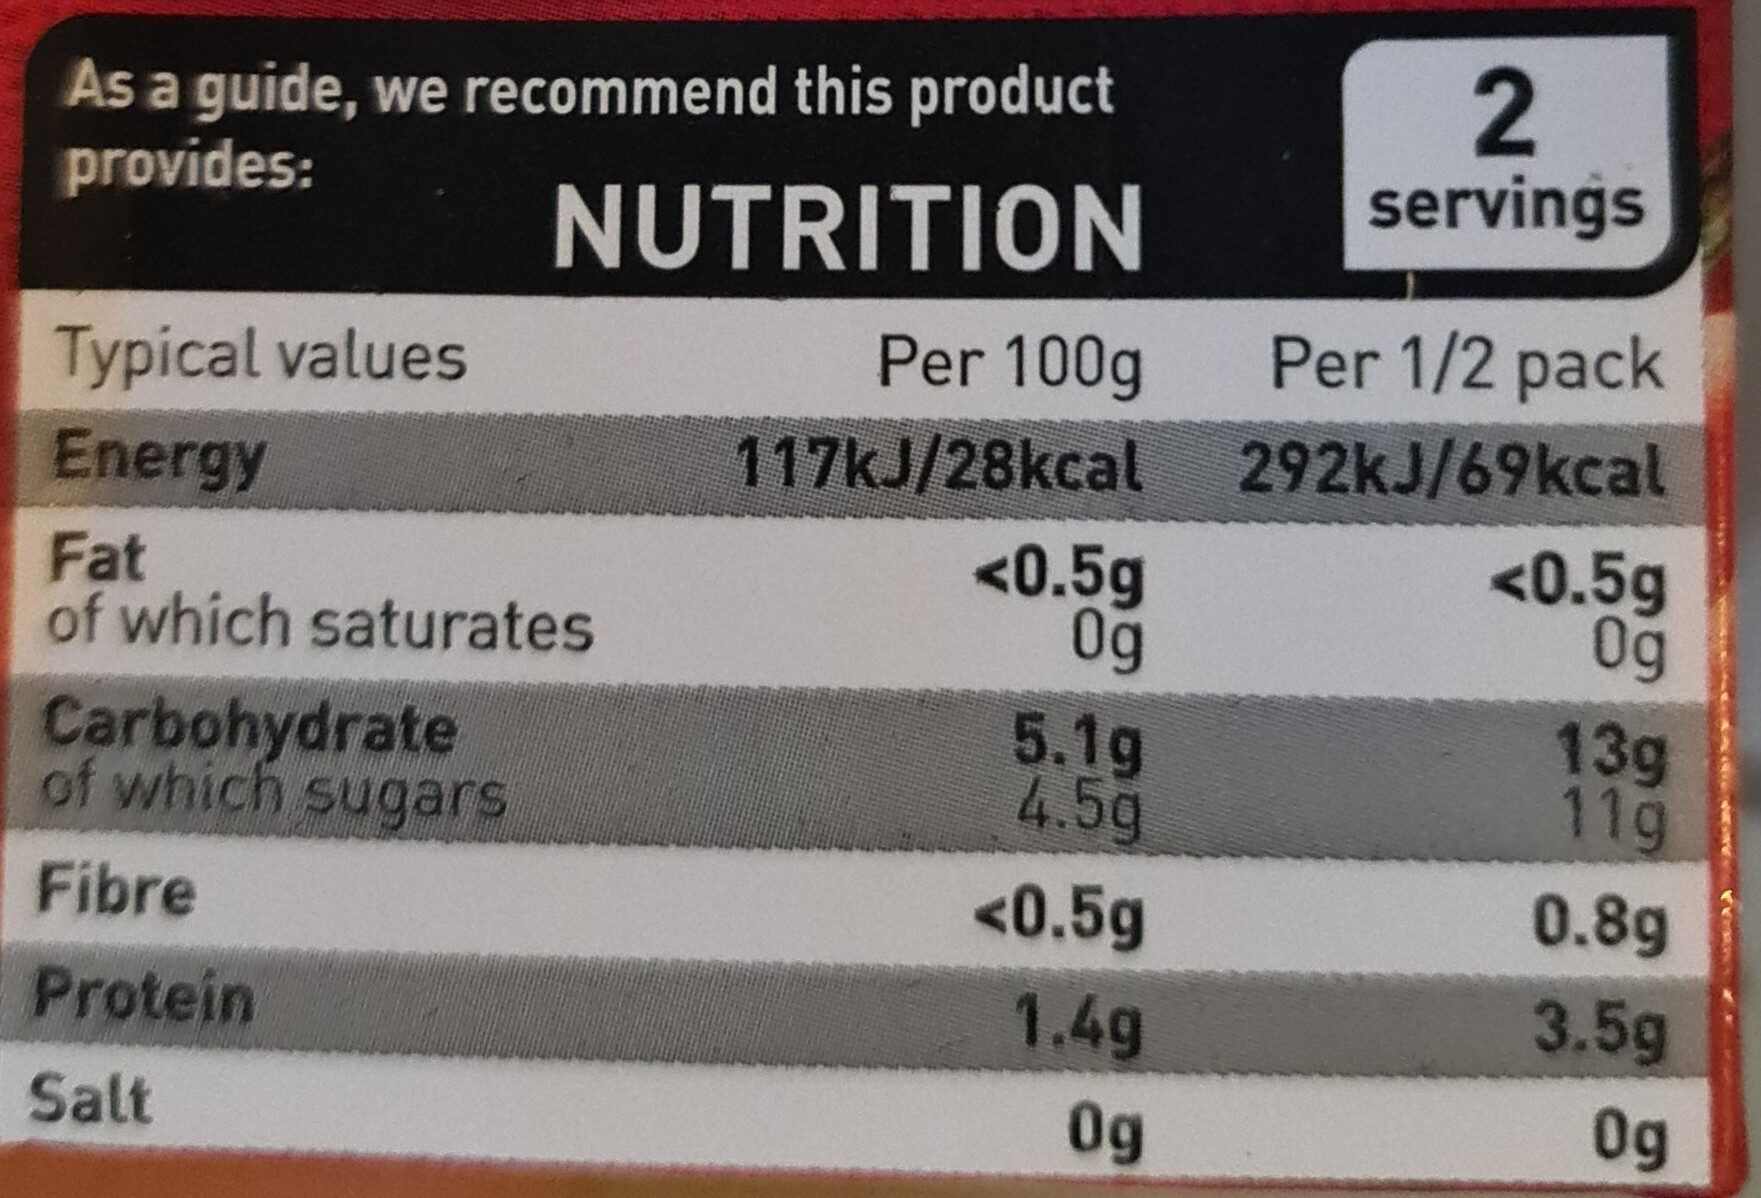 As a guide, we recommend this product
provides:
2
servings
NUTRITION
Typical values Per 100g Per 1/2 pack
Energy 117kJ/28kcal 292kJ/69kcal
Fat <0.5g <0.5g
of which saturates 0g 0g
Carbohydrate 5.1g 13g
of which sugars 4.5g 11g
Fibre <0.5g 0.8g
Protein 1.4g 3.5g
Salt 0g 0g